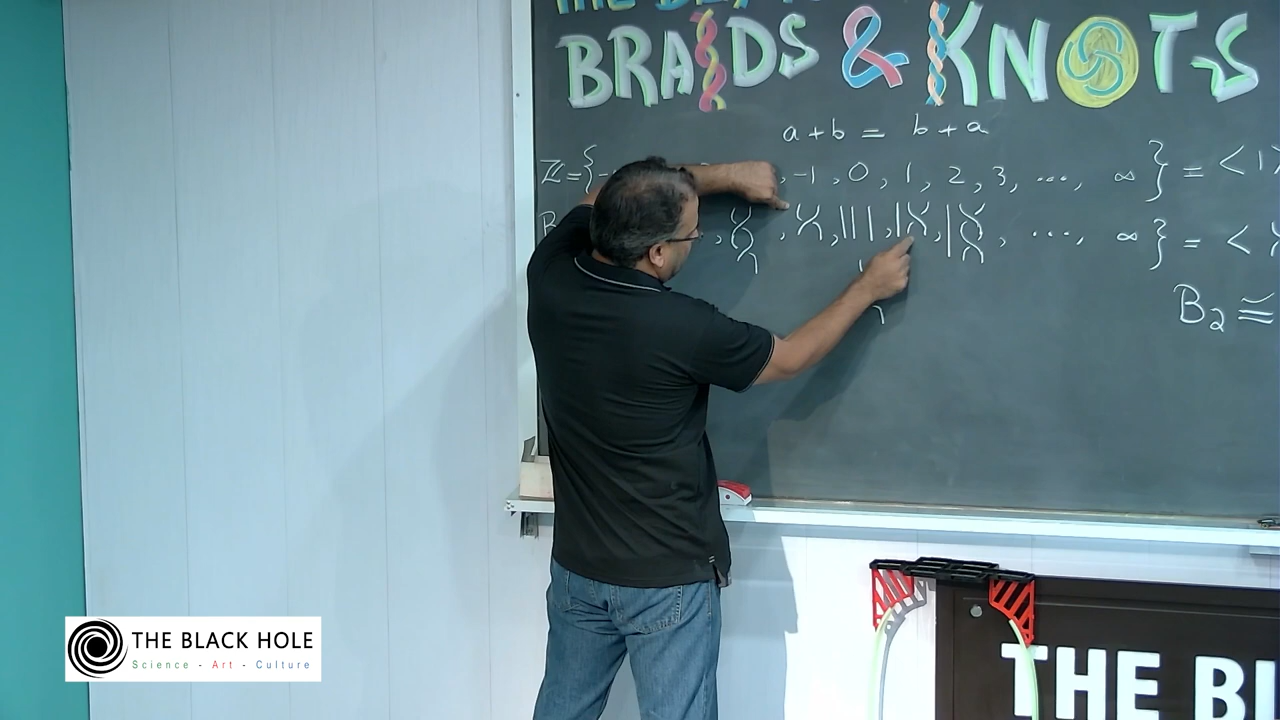 BRAIDS & KNOTS
a + b = b + a
ℤ = {- , -1, 0, 1, 2, 3, ..., ∞ } = < 1 >
, ..., ∞ } = <
B₂ ≅
THE BLACK HOLE
Science - Art - Culture
THE BL